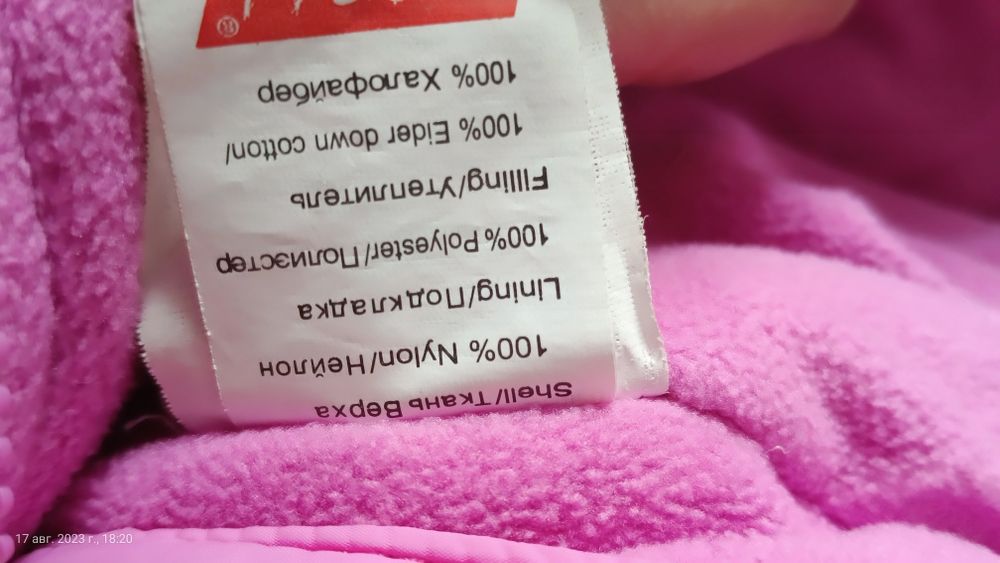 Shell/Ткань Верха
100% Nylon/Нейлон
Lining/Подкладка
100% Polyester/Полиэстер
Filling/Утеплитель
100% Eider down cotton/
100% Халофайбер
®
17 авг. 2023 г., 18:20